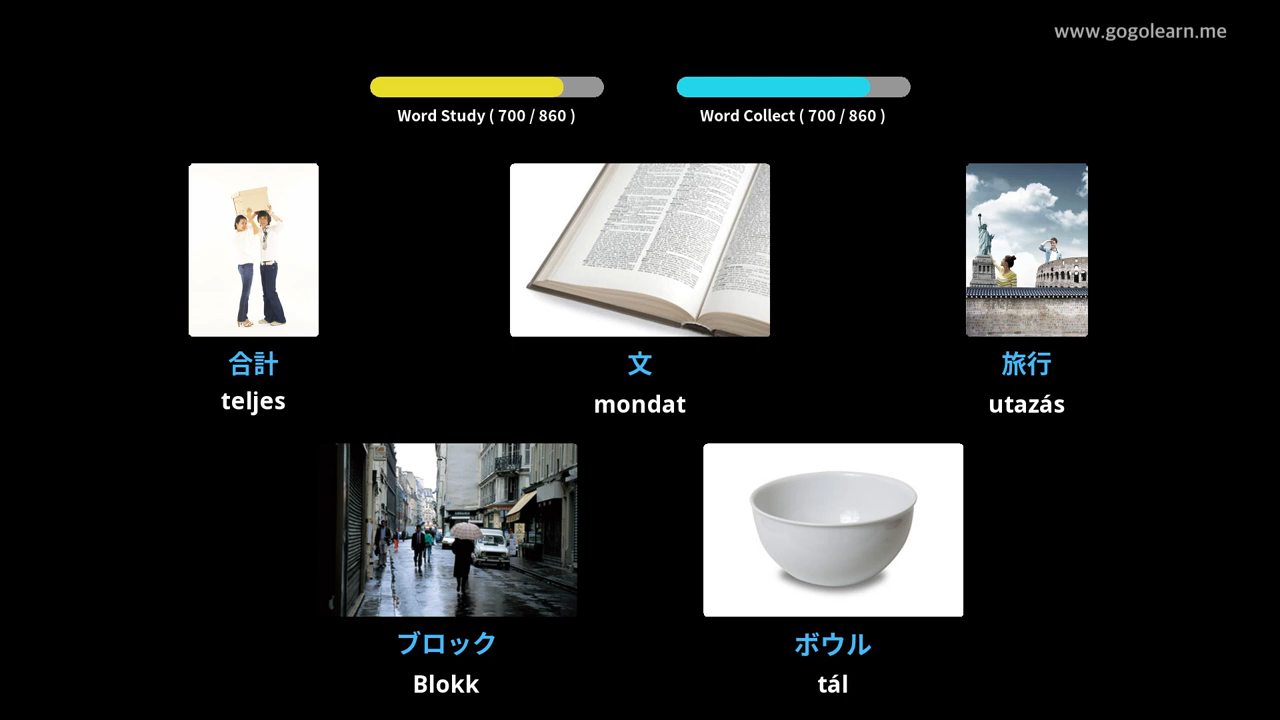 www.gogolearn.me
Word Study ( 700 / 860 )
Word Collect ( 700 / 860 )
合計
teljes
文
mondat
旅行
utazás
ブロック
Blokk
ボウル
tál